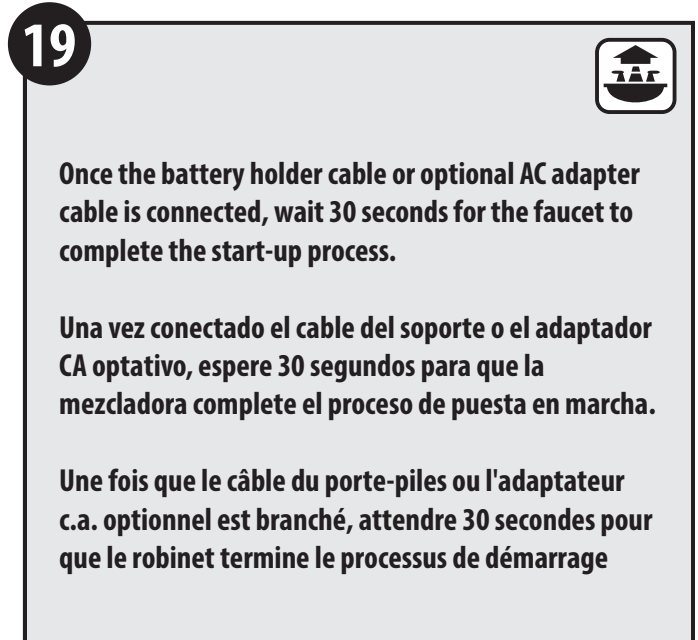 19
Once the battery holder cable or optional AC adapter
cable is connected, wait 30 seconds for the faucet to
complete the start-up process.
Una vez conectado el cable del soporte o el adaptador
CA optativo, espere 30 segundos para que la
mezcladora complete el proceso de puesta en marcha.
Une fois que le câble du porte-piles ou l'adaptateur
c.a. optionnel est branché, attendre 30 secondes pour
que le robinet termine le processus de démarrage